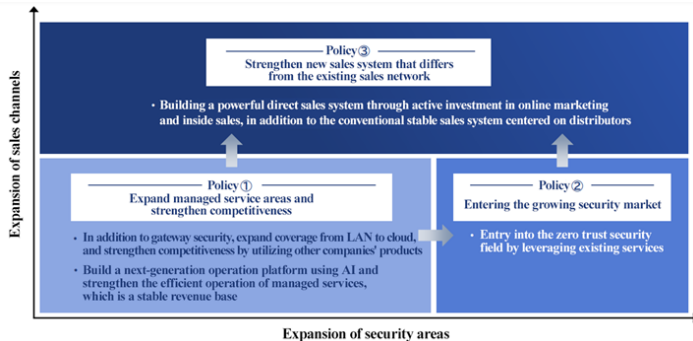 Expansion of sales channels
Policy③
Strengthen new sales system that differs
from the existing sales network
• Building a powerful direct sales system through active investment in online marketing
and inside sales, in addition to the conventional stable sales system centered on distributors
Policy①
Expand managed service areas and
strengthen competitiveness
• In addition to gateway security, expand coverage from LAN to cloud,
and strengthen competitiveness by utilizing other companies' products
• Build a next-generation operation platform using AI and
strengthen the efficient operation of managed services,
which is a stable revenue base
Policy②
Entering the growing security market
• Entry into the zero trust security
field by leveraging existing services
Expansion of security areas